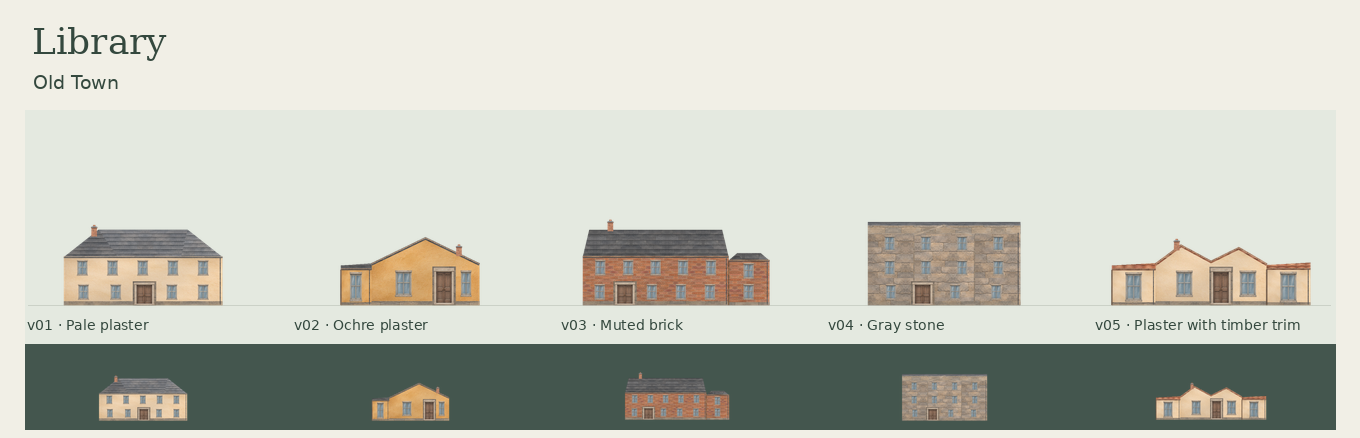 Library
Old Town
v01 · Pale plaster
v02 · Ochre plaster
v03 · Muted brick
v04 · Gray stone
v05 · Plaster with timber trim